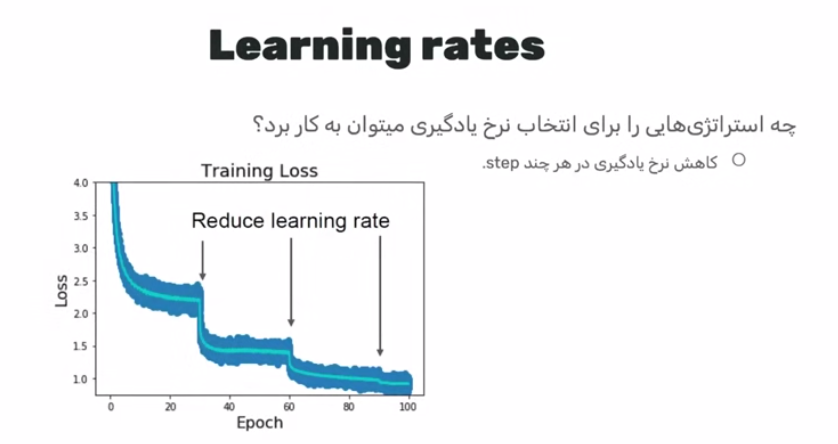 Learning rates
چه استراتژی‌هایی را برای انتخاب نرخ یادگیری میتوان به کار برد؟
کاهش نرخ یادگیری در هر چند step.
Training Loss
Reduce learning rate
4.0
3.5
3.0
2.5
2.0
1.5
1.0
Loss
0 20 40 60 80 100
Epoch